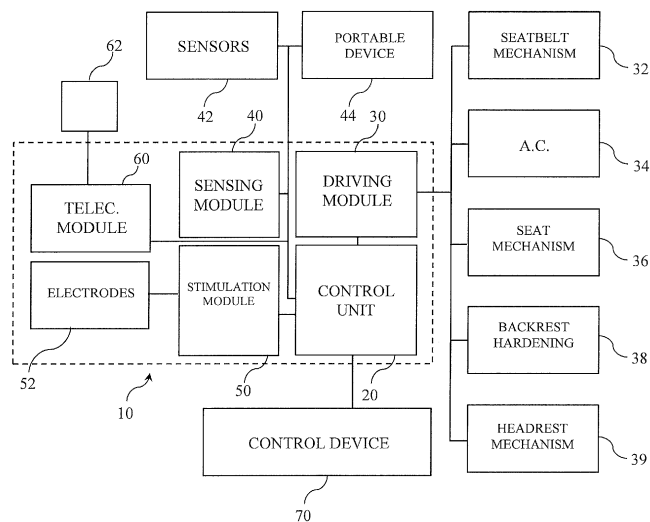 62
SENSORS
42
PORTABLE
DEVICE
44
SEATBELT
MECHANISM
32
60
40
30
A.C.
34
TELEC.
MODULE
SENSING
MODULE
DRIVING
MODULE
SEAT
MECHANISM
36
ELECTRODES
STIMULATION
MODULE
CONTROL
UNIT
52
50
20
BACKREST
HARDENING
38
10
CONTROL DEVICE
70
HEADREST
MECHANISM
39